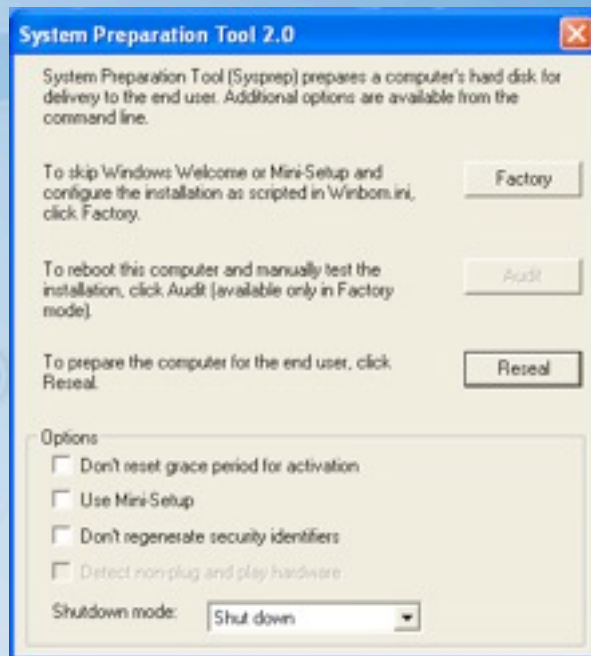 System Preparation Tool 2.0
System Preparation Tool (Sysprep) prepares a computer's hard disk for
delivery to the end user. Additional options are available from the
command line.
To skip Windows Welcome or Mini-Setup and
configure the installation as scripted in Winbom.ini,
click Factory.
Factory
To reboot this computer and manually test the
installation, click Audit (available only in Factory
mode).
Audit
To prepare the computer for the end user, click
Reseal.
Reseal
Options
Don't reset grace period for activation
Use Mini-Setup
Don't regenerate security identifiers
Detect non-plug and play hardware
Shutdown mode:
Shut down